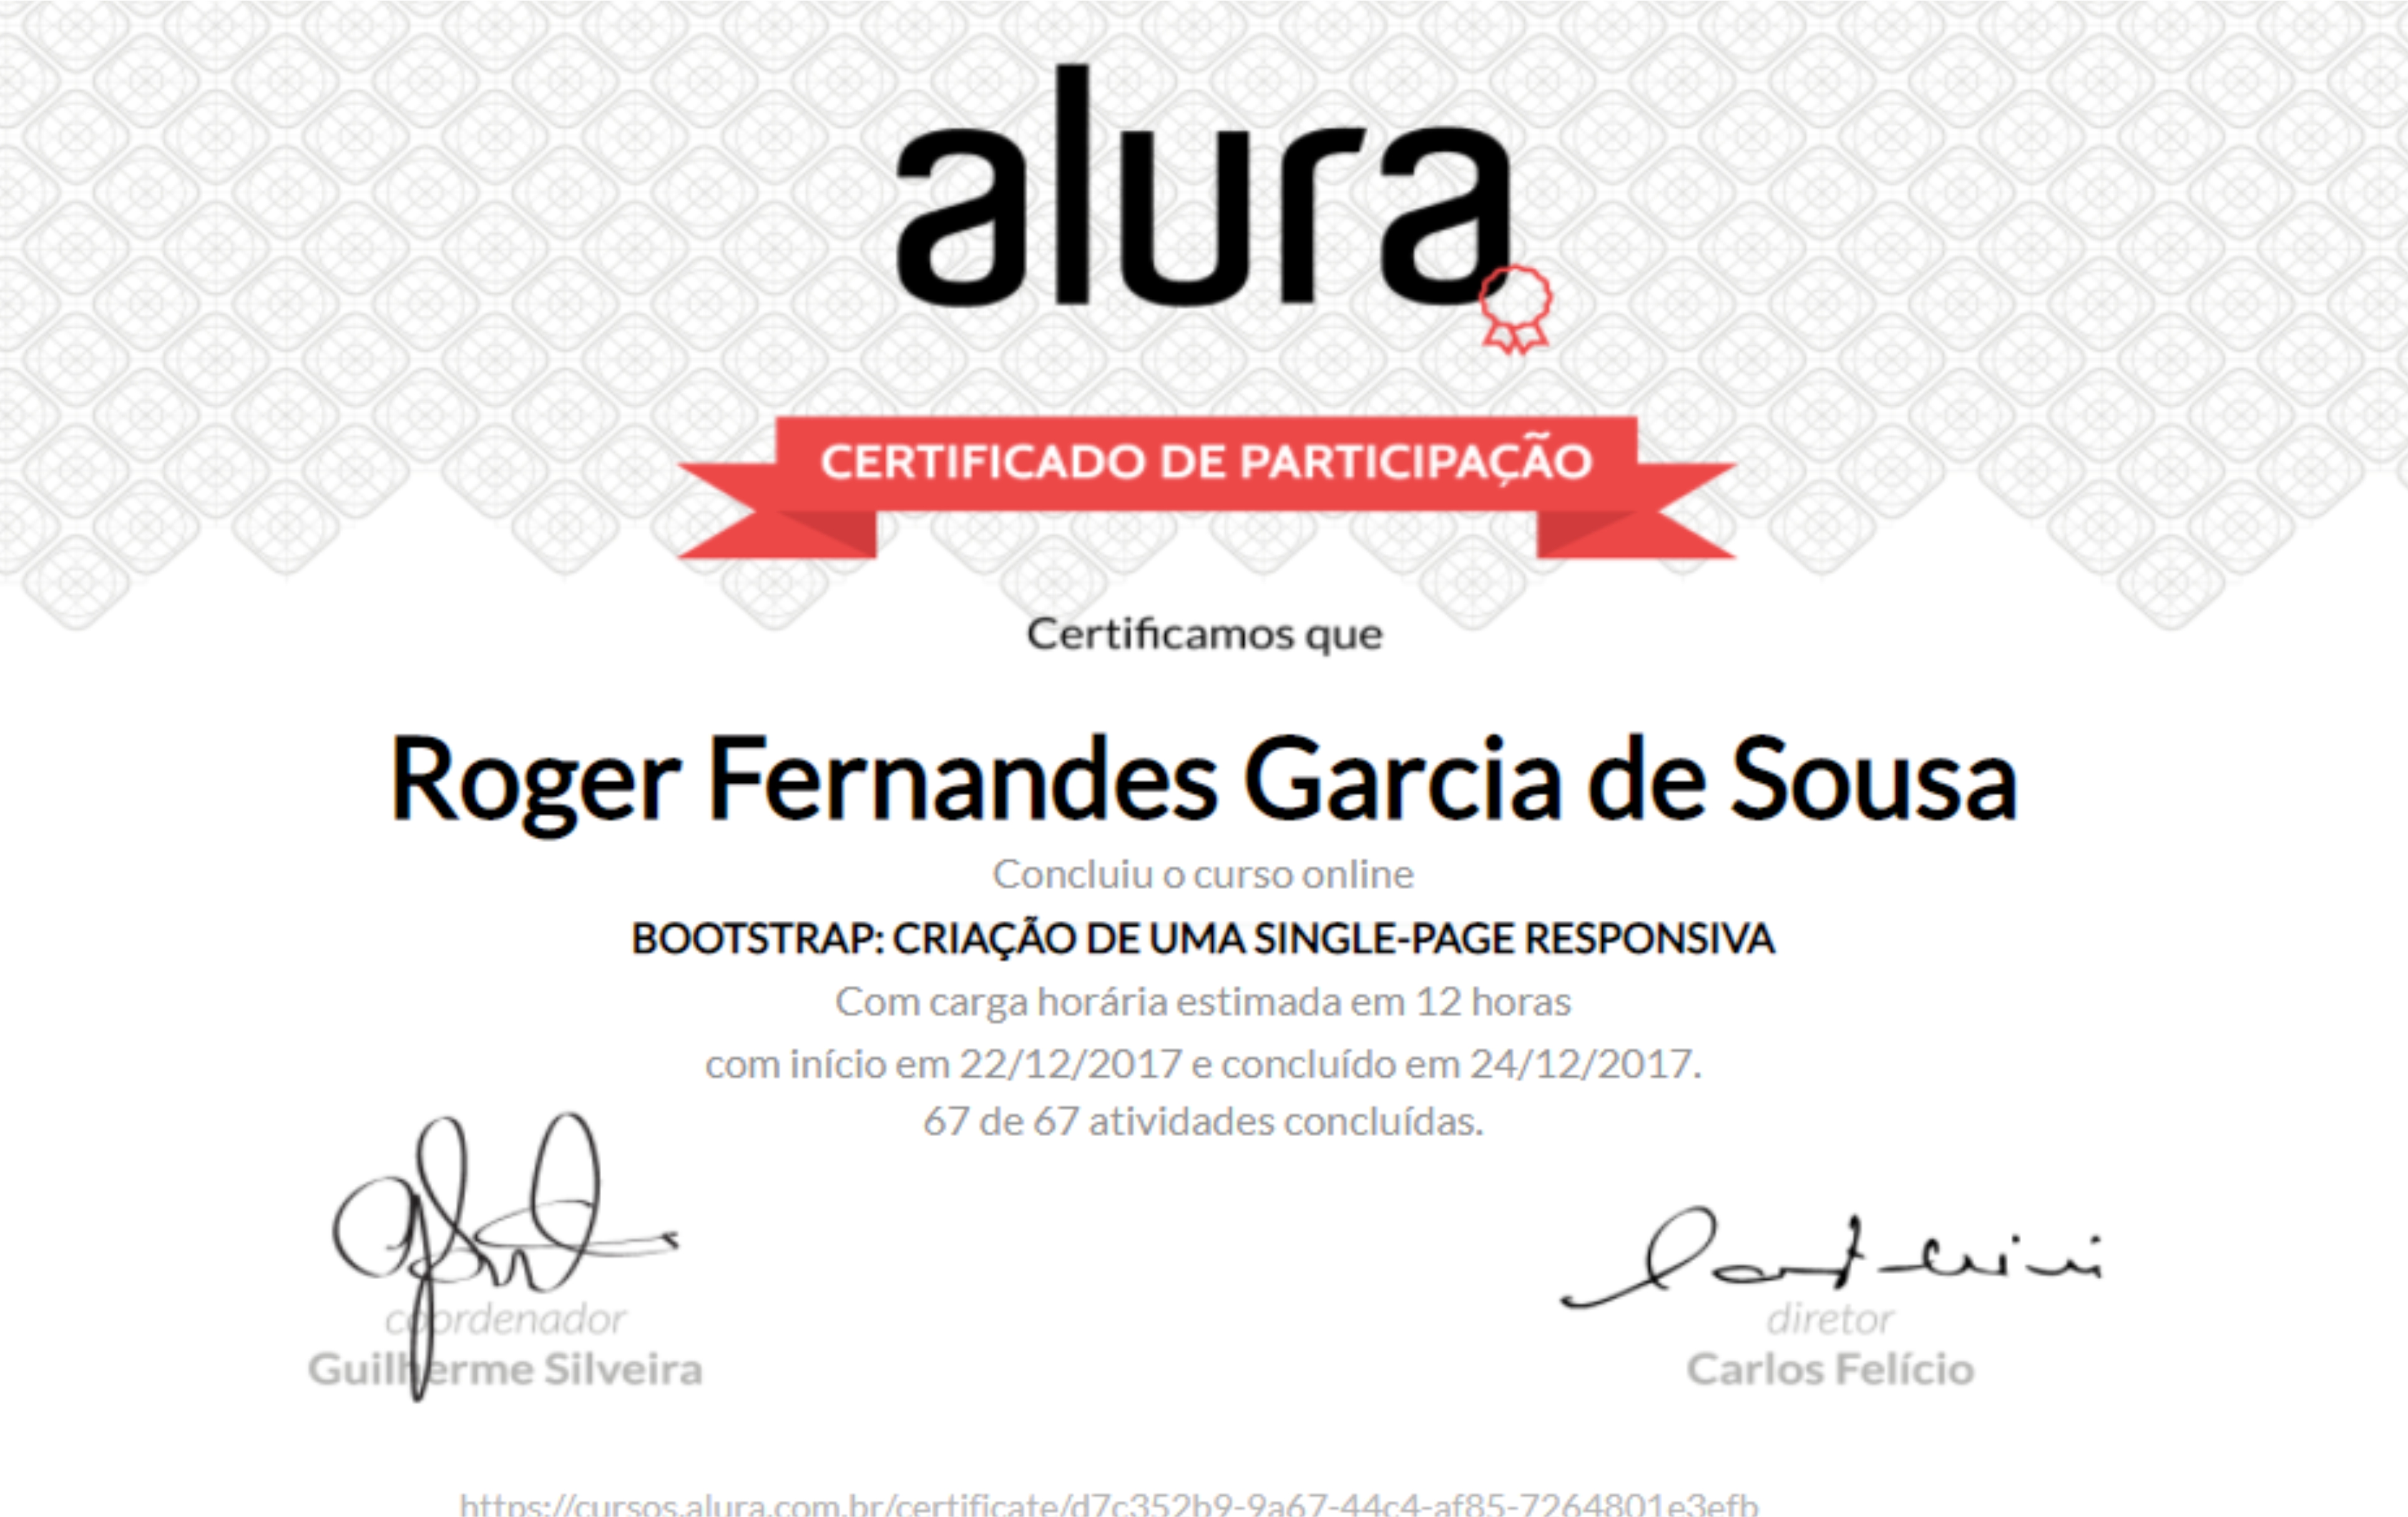 alura
CERTIFICADO DE PARTICIPAÇÃO
Certificamos que
Roger Fernandes Garcia de Sousa
Concluiu o curso online
BOOTSTRAP: CRIAÇÃO DE UMA SINGLE-PAGE RESPONSIVA
Com carga horária estimada em 12 horas
com início em 22/12/2017 e concluído em 24/12/2017.
67 de 67 atividades concluídas.
coordenador
Guilherme Silveira
diretor
Carlos Felício
https://cursos.alura.com.br/certificate/d7c352b9-9a67-44c4-af85-7264801e3efb